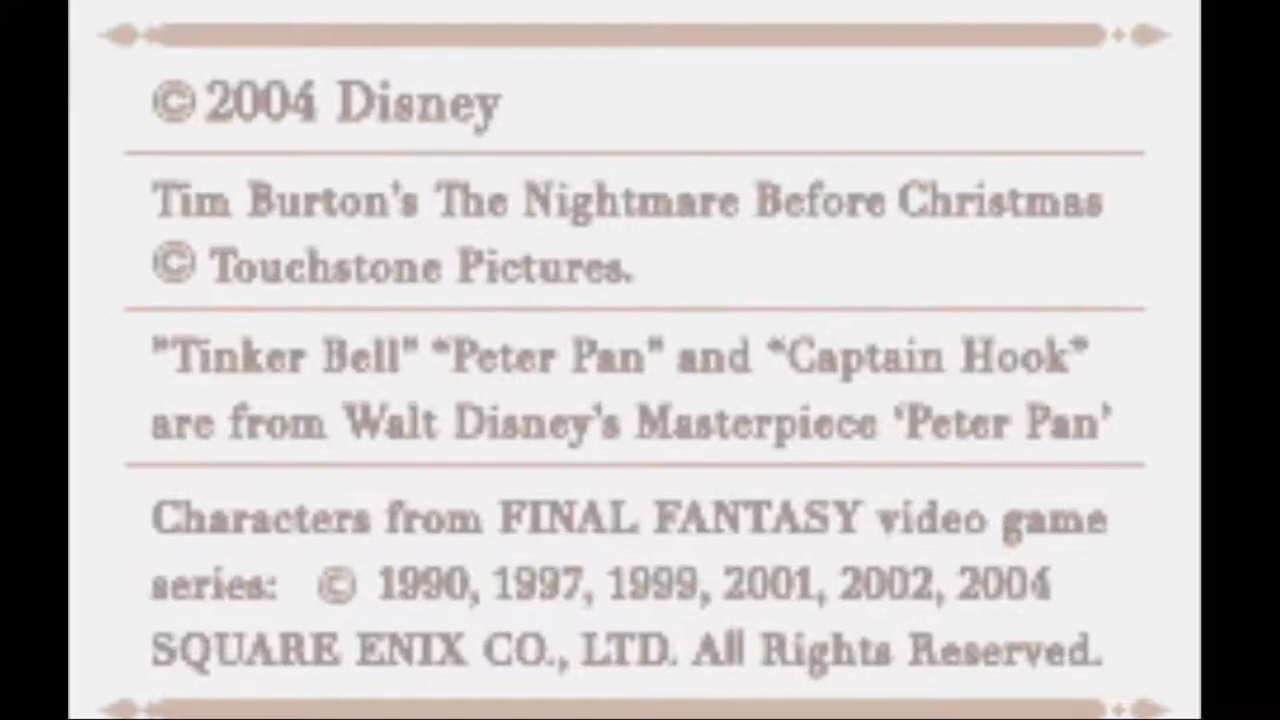 © 2004 Disney
Tim Burton's The Nightmare Before Christmas
© Touchstone Pictures.
"Tinker Bell" “Peter Pan" and “Captain Hook”
are from Walt Disney's Masterpiece ‘Peter Pan’
Characters from FINAL FANTASY video game
series: © 1990, 1997, 1999, 2001, 2002, 2004
SQUARE ENIX CO., LTD. All Rights Reserved.